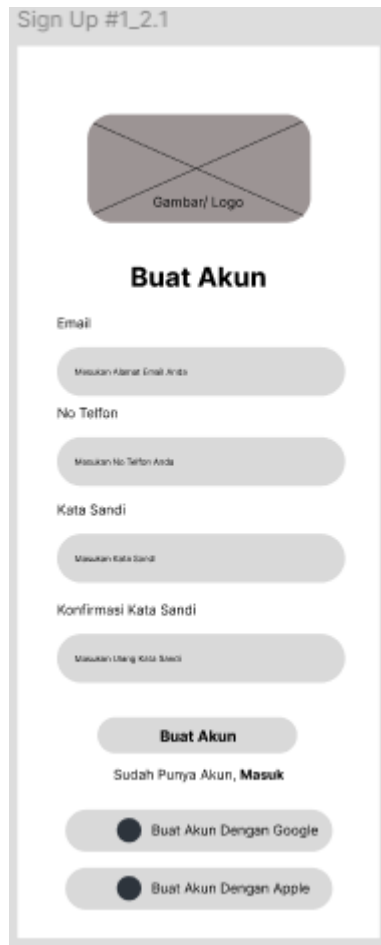 Sign Up #1_2.1
Gambar/ Logo
Buat Akun
Email
Masukan Alamat Email Anda
No Telfon
Masukan No Telfon Anda
Kata Sandi
Masukan Kata Sandi
Konfirmasi Kata Sandi
Masukan Ulang Kata Sandi
Buat Akun
Sudah Punya Akun, Masuk
Buat Akun Dengan Google
Buat Akun Dengan Apple